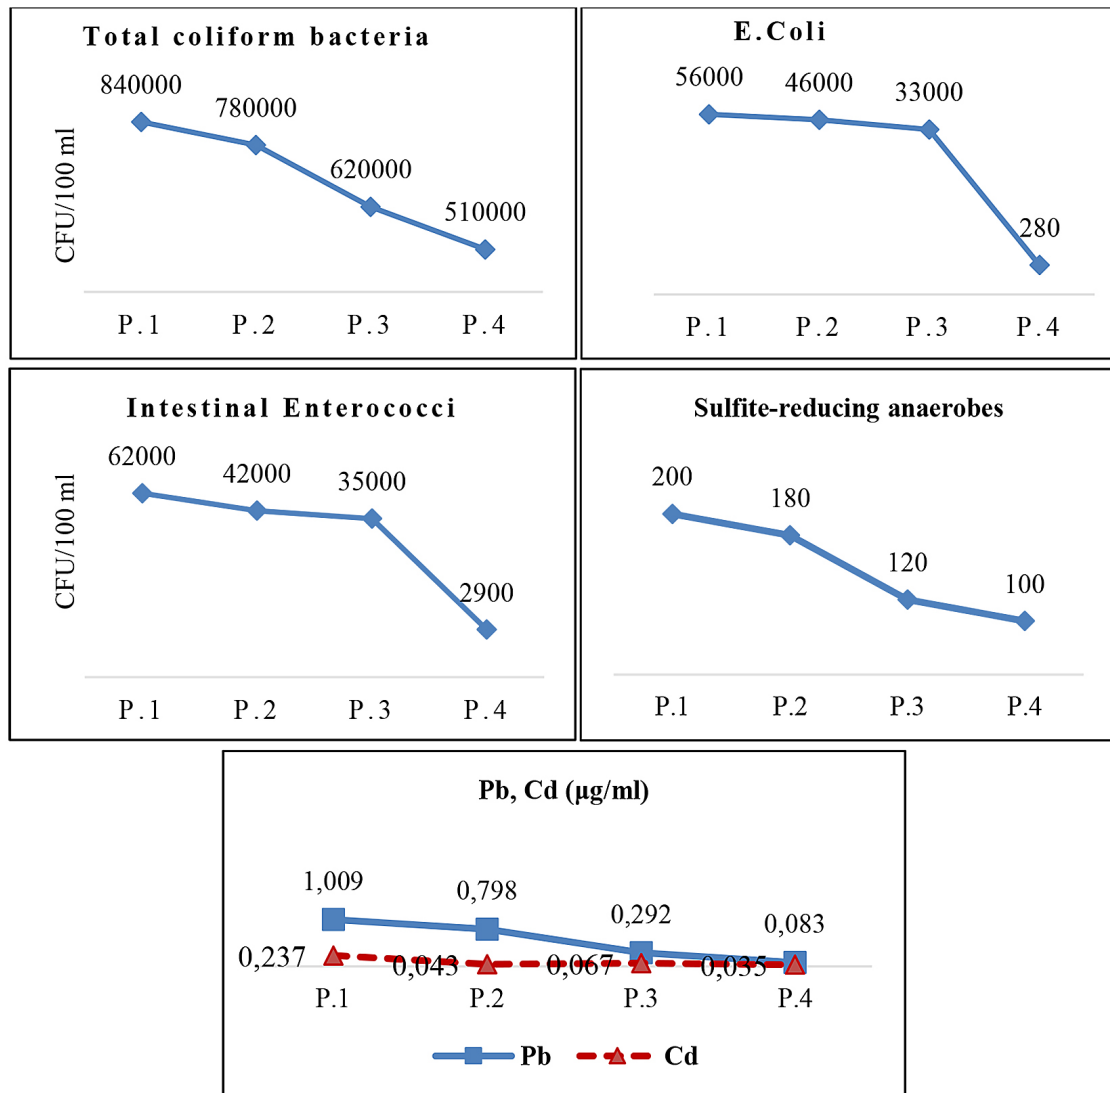 Total coliform bacteria
CFU/100 ml
840000
780000
620000
510000
P.1 P.2 P.3 P.4
E.Coli
56000
46000
33000
280
P.1 P.2 P.3 P.4
Intestinal Enterococci
CFU/100 ml
62000
42000
35000
2900
P.1 P.2 P.3 P.4
Sulfite-reducing anaerobes
200
180
120
100
P.1 P.2 P.3 P.4
Pb, Cd (µg/ml)
1,009
0,798
0,292
0,083
0,237
0,043
0,067
0,035
P.1 P.2 P.3 P.4
Pb Cd